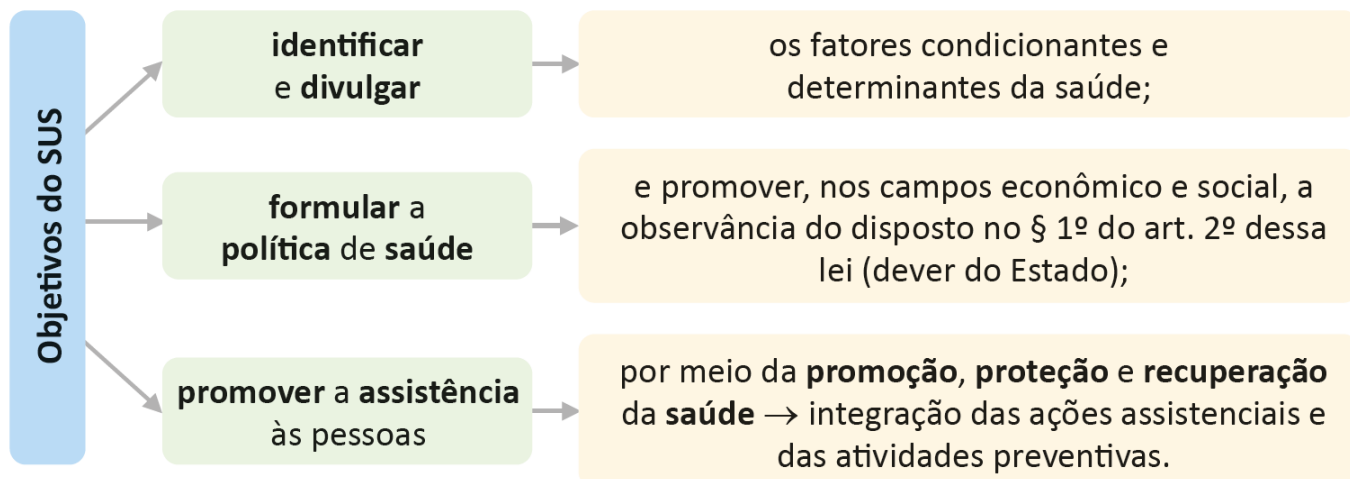 Objetivos do SUS
identificar
e divulgar
os fatores condicionantes e
determinantes da saúde;
formular a
política de saúde
e promover, nos campos econômico e social, a
observância do disposto no § 1º do art. 2º dessa
lei (dever do Estado);
promover a assistência
às pessoas
por meio da promoção, proteção e recuperação
da saúde → integração das ações assistenciais e
das atividades preventivas.